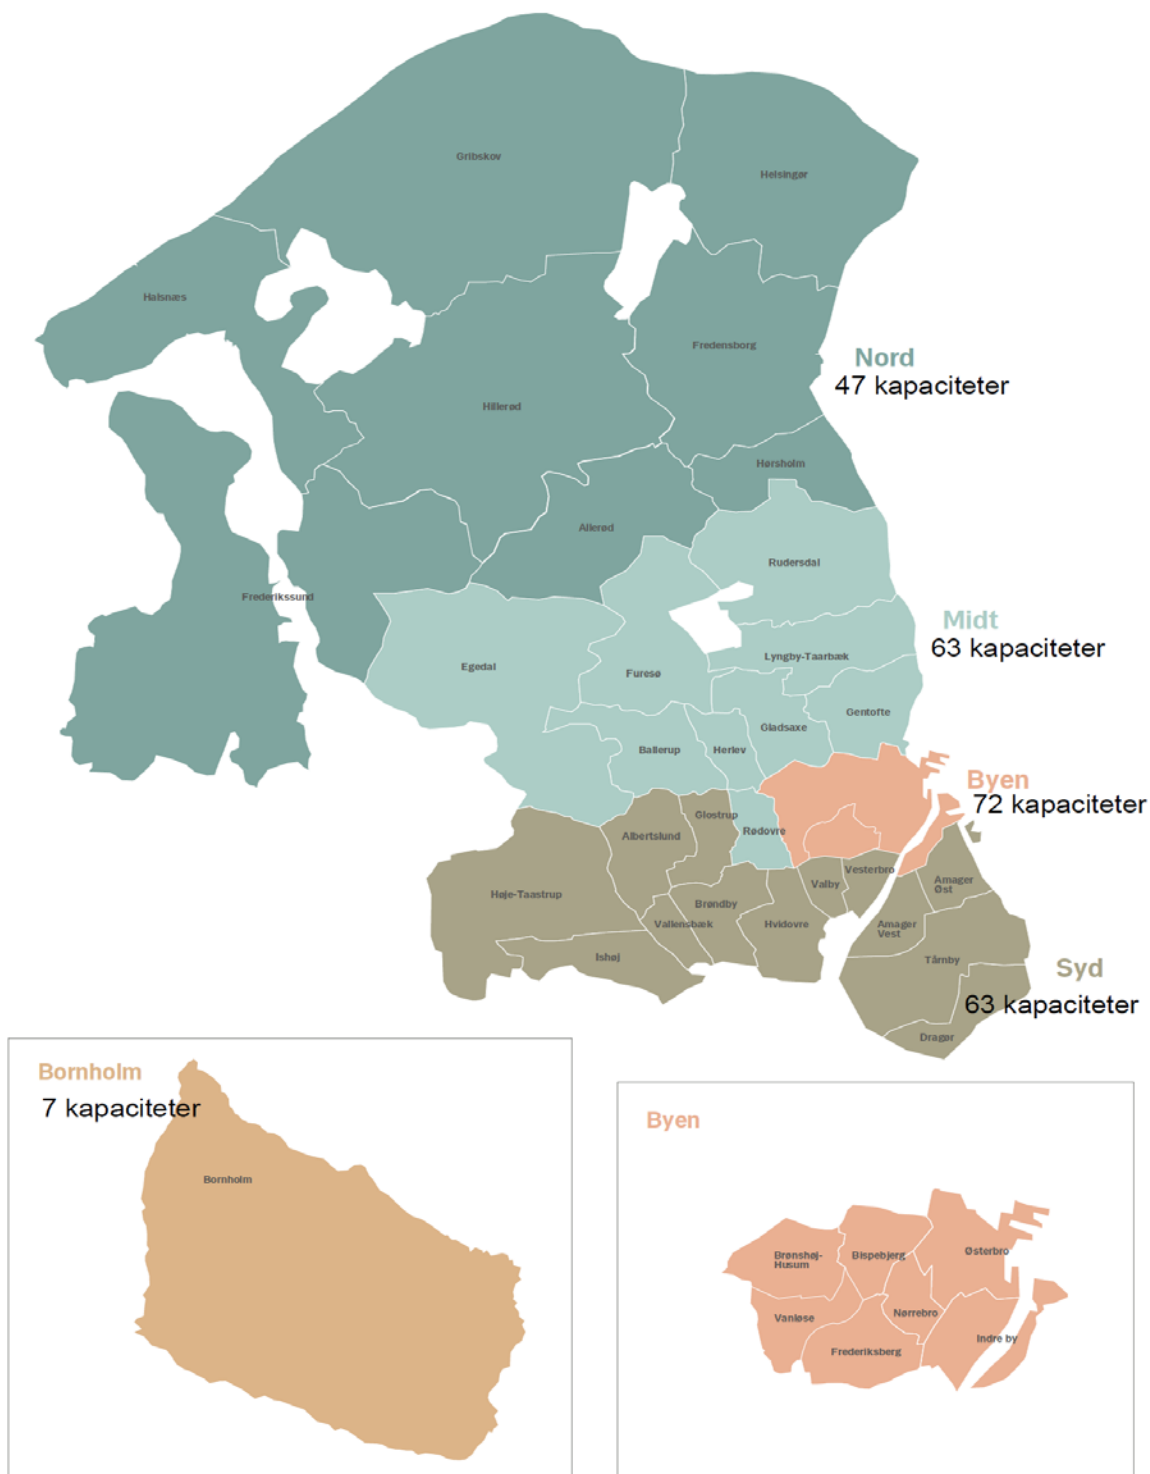 Gribskov
Helsingør
Halsnæs
Fredensborg
Nord
47 kapaciteter
Hillerød
Hørsholm
Allerød
Rudersdal
Frederikssund
Midt
63 kapaciteter
Lyngby-Taarbæk
Egedal
Furesø
Gentofte
Gladsaxe
Ballerup
Herlev
Byen
72 kapaciteter
Glostrup
Albertslund
Rødovre
Vesterbro
Valby
Amager
Øst
Høje-Taastrup
Brøndby
Vallensbæk
Hvidovre
Amager
Vest
Ishøj
Tårnby
Syd
63 kapaciteter
Dragør
Bornholm
7 kapaciteter
Bornholm
Byen
Brønshøj-
Husum
Bispebjerg
Østerbro
Vanløse
Nørrebro
Indre by
Frederiksberg